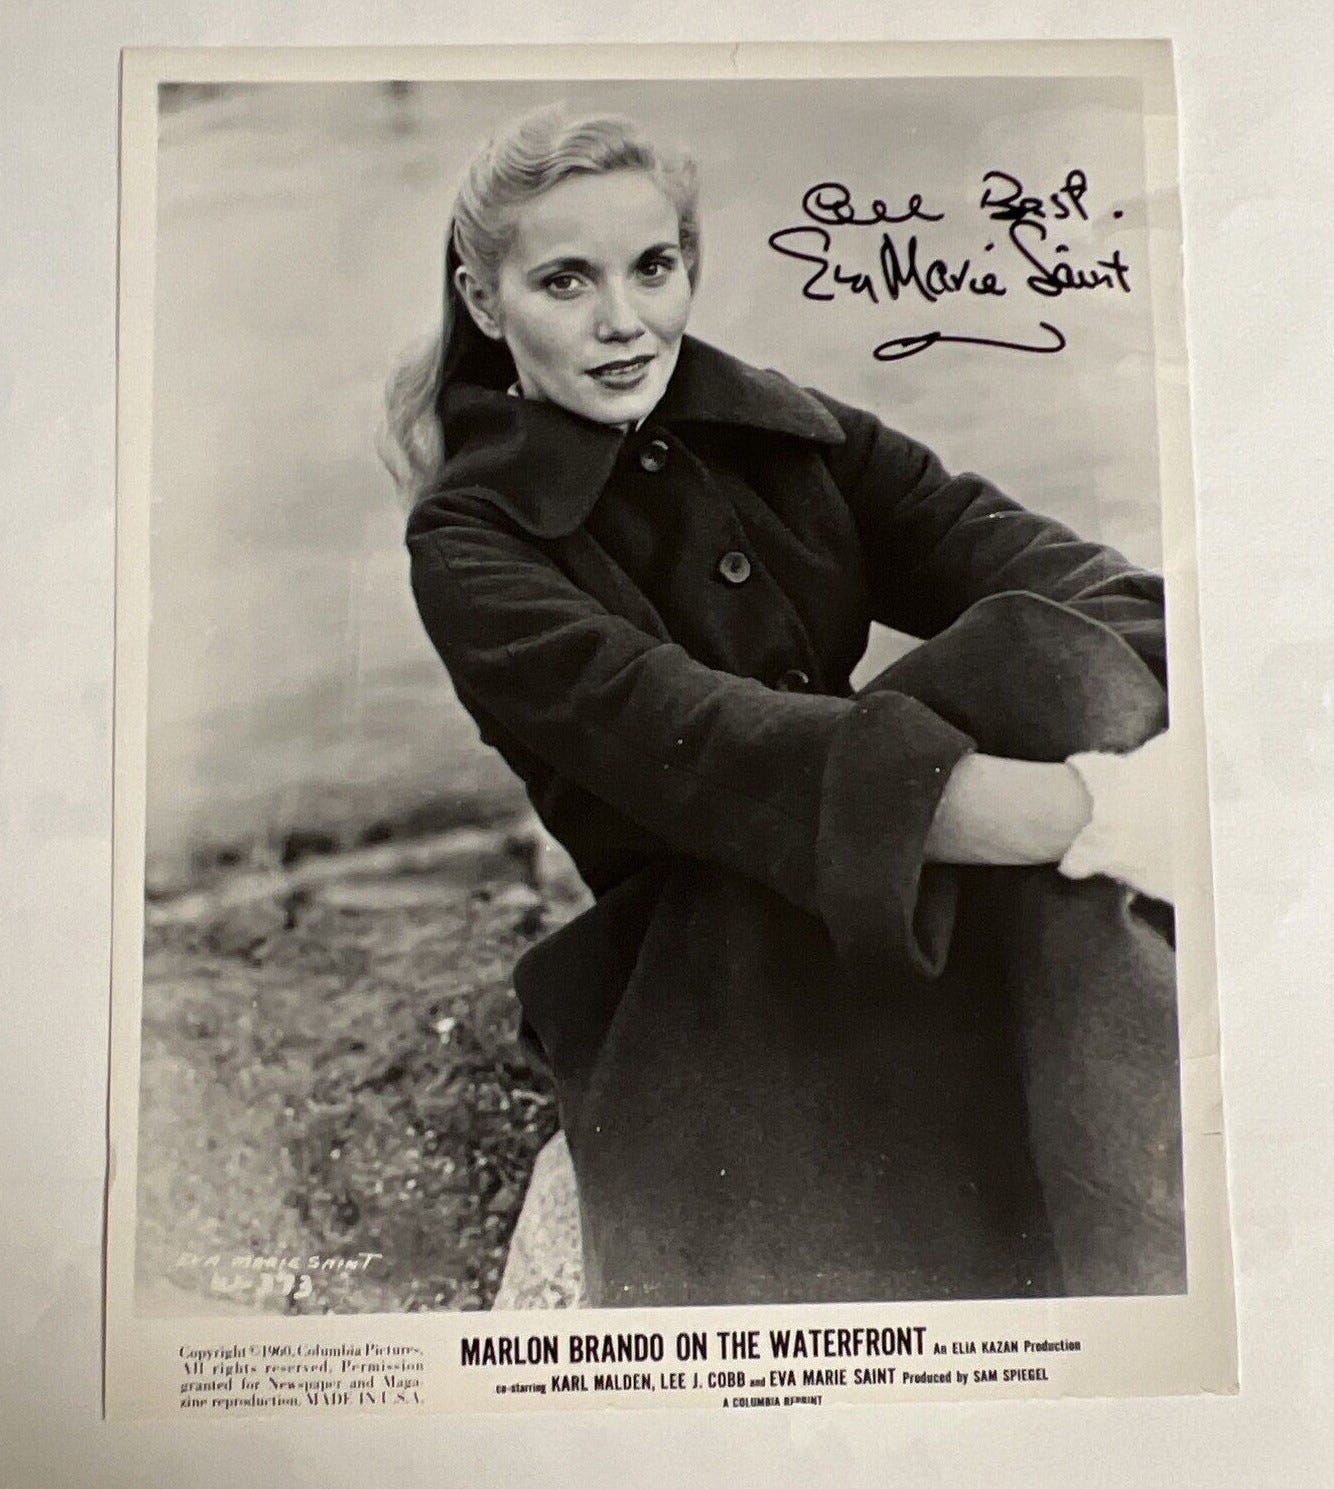 All Best.
Eva Marie Saint
EVA MARIE SAINT
Copyright © 1960, Columbia Pictures.
All rights reserved. Permission
granted for Newspaper and Maga-
zine reproduction. MADE IN U.S.A.
MARLON BRANDO ON THE WATERFRONT An ELIA KAZAN Production
co-starring KARL MALDEN, LEE J. COBB and EVA MARIE SAINT Produced by SAM SPIEGEL
A COLUMBIA REPRINT